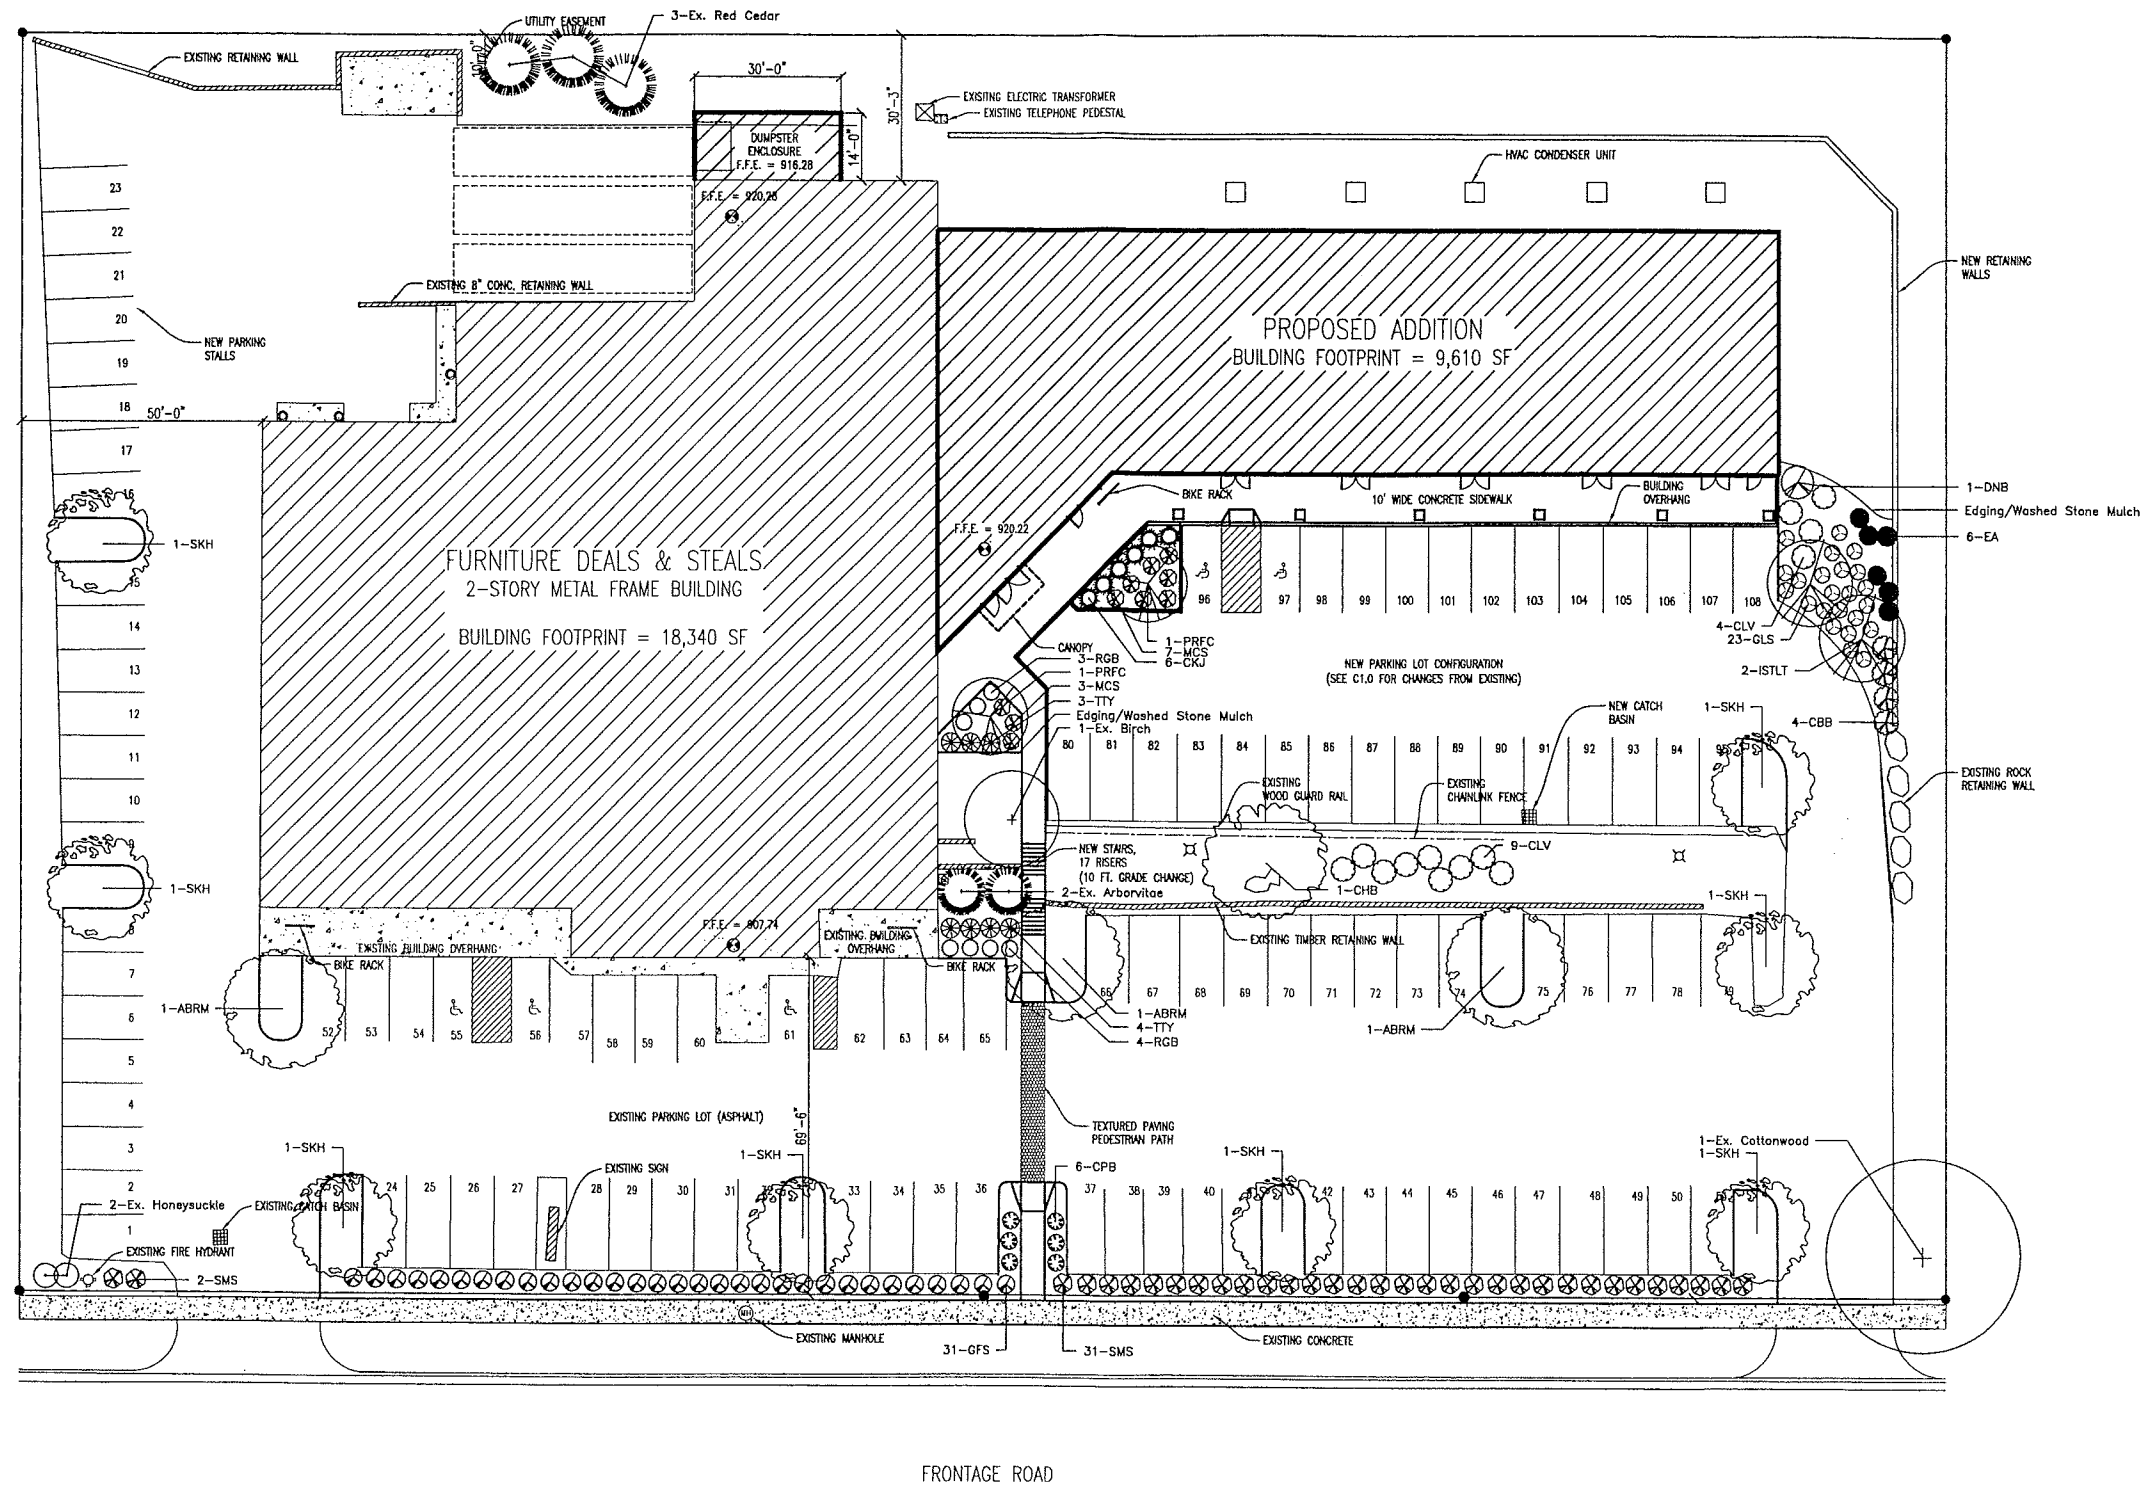 UTILITY EASEMENT
3-Ex. Red Cedar
EXISTING RETAINING WALL
10'-0"
30'-0"
30'-3"
14'-0"
EXISITNG ELECTRIC TRANSFORMER
EXISTING TELEPHONE PEDESTAL
DUMPSTER
ENCLOSURE
F.F.E. = 916.28
HVAC CONDENSER UNIT
F.F.E. = 920.28
23
22
21
20
19
18
17
16
15
14
13
12
11
10
9
8
7
6
5
4
3
2
1
NEW RETAINING
WALLS
EXISTING 8" CONC. RETAINING WALL
NEW PARKING
STALLS
PROPOSED ADDITION
BUILDING FOOTPRINT = 9,610 SF
50'-0"
BIKE RACK
10' WIDE CONCRETE SIDEWALK
BUILDING
OVERHANG
1-DNB
Edging/Washed Stone Mulch
6-EA
F.F.E. = 920.22
1-SKH
FURNITURE DEALS & STEALS
2-STORY METAL FRAME BUILDING
BUILDING FOOTPRINT = 18,340 SF
96 97 98 99 100 101 102 103 104 105 106 107 108
4-CLV
23-GLS
2-ISTLT
1-PRFC
7-MCS
6-CKJ
CANOPY
3-RGB
1-PRFC
3-MCS
3-TTY
Edging/Washed Stone Mulch
1-Ex. Birch
NEW PARKING LOT CONFIGURATION
(SEE C1.0 FOR CHANGES FROM EXISTING)
NEW CATCH
BASIN
1-SKH
4-CBB
80 81 82 83 84 85 86 87 88 89 90 91 92 93 94 95
EXISTING
WOOD GUARD RAIL
EXISTING
CHAINLINK FENCE
EXISTING ROCK
RETAINING WALL
NEW STAIRS,
17 RISERS
(10 FT. GRADE CHANGE)
9-CLV
1-CHB
2-Ex. Arborvitae
1-SKH
1-SKH
F.F.E. = 907.74
EXISTING BUILDING OVERHANG
EXISTING BUILDING
OVERHANG
EXISTING TIMBER RETAINING WALL
BIKE RACK
BIKE RACK
66 67 68 69 70 71 72 73 74 75 76 77 78 79
1-ABRM
52 53 54 55 56 57 58 59 60 61 62 63 64 65
1-ABRM
4-TTY
4-RGB
1-ABRM
EXISTING PARKING LOT (ASPHALT)
69'-6"
TEXTURED PAVING
PEDESTRIAN PATH
1-SKH
1-SKH
1-SKH
1-Ex. Cottonwood
1-SKH
EXISTING SIGN
6-CPB
24 25 26 27 28 29 30 31 32 33 34 35 36 37 38 39 40 41 42 43 44 45 46 47 48 49 50 51
2-Ex. Honeysuckle
EXISTING CATCH BASIN
EXISTING FIRE HYDRANT
2-SMS
MH
EXISTING MANHOLE
31-GFS
31-SMS
EXISTING CONCRETE
FRONTAGE ROAD